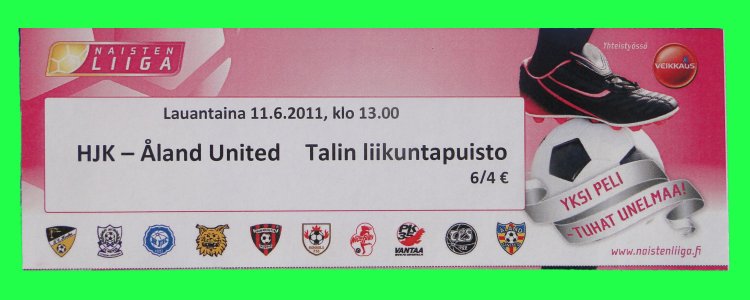 NAISTEN
LIIGA
Yhteistyössä
VEIKKAUS
Lauantaina 11.6.2011, klo 13.00
HJK – Åland United Talin liikuntapuisto
6/4 €
YKSI PELI
-TUHAT UNELMAA!
VANTAA
www.naistenliiga.fi